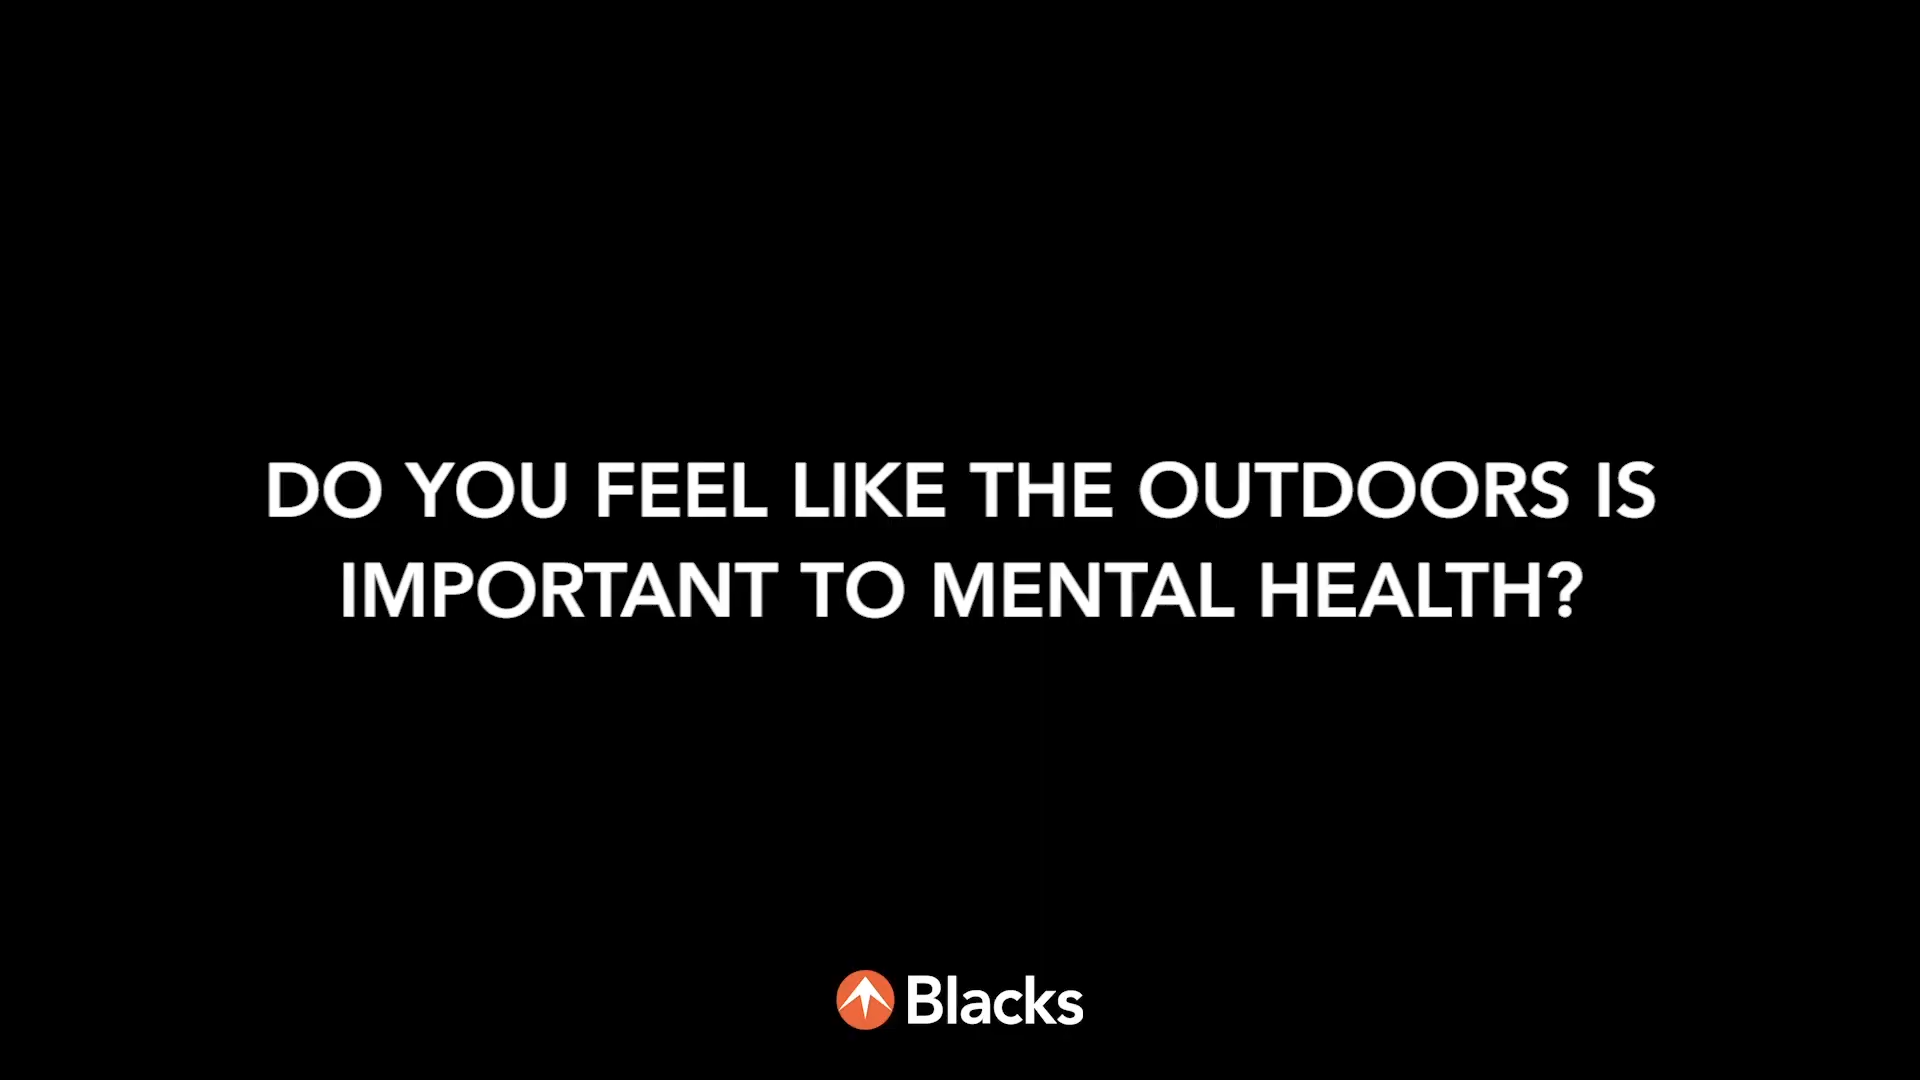 DO YOU FEEL LIKE THE OUTDOORS IS
IMPORTANT TO MENTAL HEALTH?
Blacks